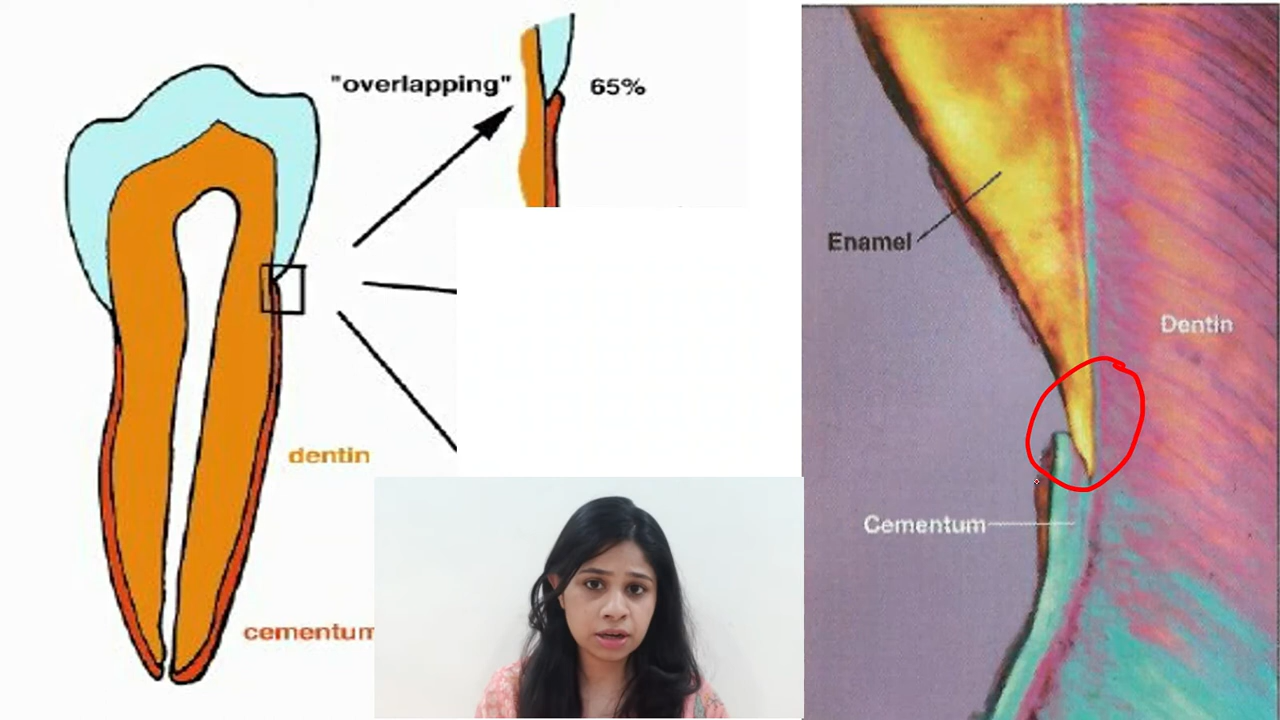 "overlapping"
65%
dentin
cementum
Enamel
Dentin
Cementum